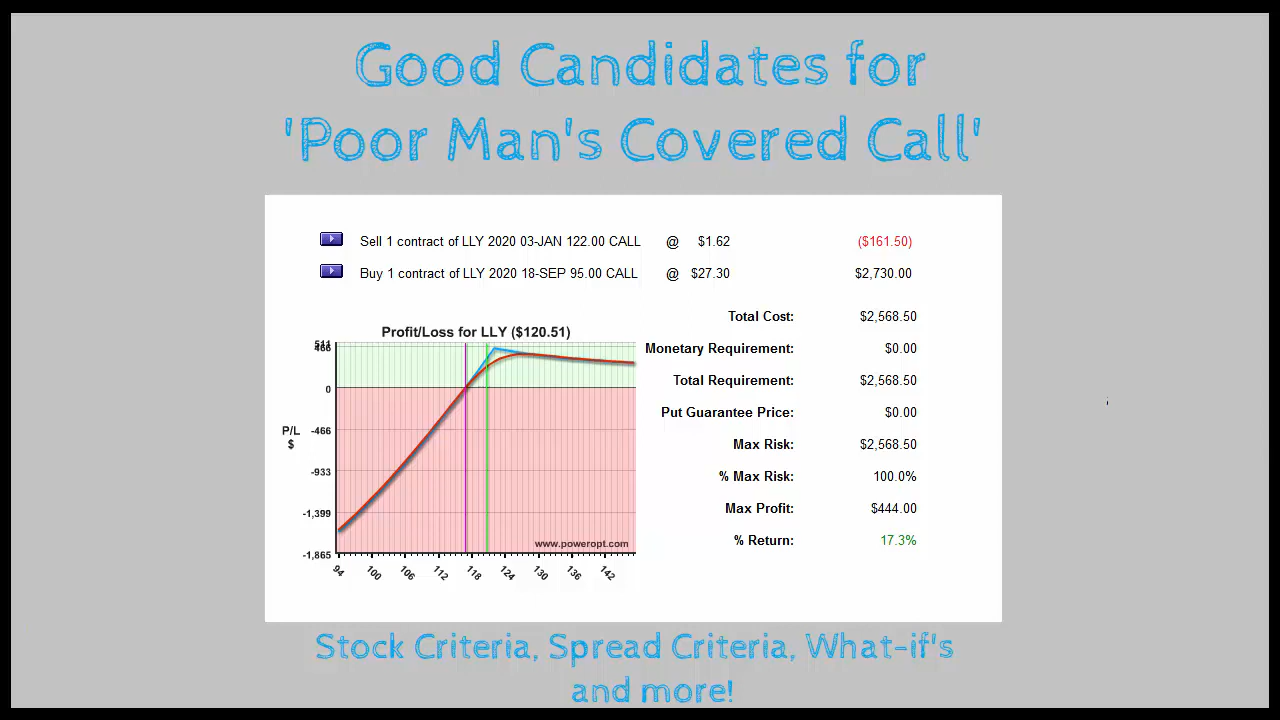 Good Candidates for
'Poor Man's Covered Call'
Sell 1 contract of LLY 2020 03-JAN 122.00 CALL @ $1.62 ($161.50)
Buy 1 contract of LLY 2020 18-SEP 95.00 CALL @ $27.30 $2,730.00
Total Cost: $2,568.50
Monetary Requirement: $0.00
Total Requirement: $2,568.50
Put Guarantee Price: $0.00
Max Risk: $2,568.50
% Max Risk: 100.0%
Max Profit: $444.00
% Return: 17.3%
Profit/Loss for LLY ($120.51)
511
466
0
P/L
$
-466
-933
-1,399
-1,865
www.poweropt.com
94 100 106 112 118 124 130 136 142
Stock Criteria, Spread Criteria, What-if's
and more!